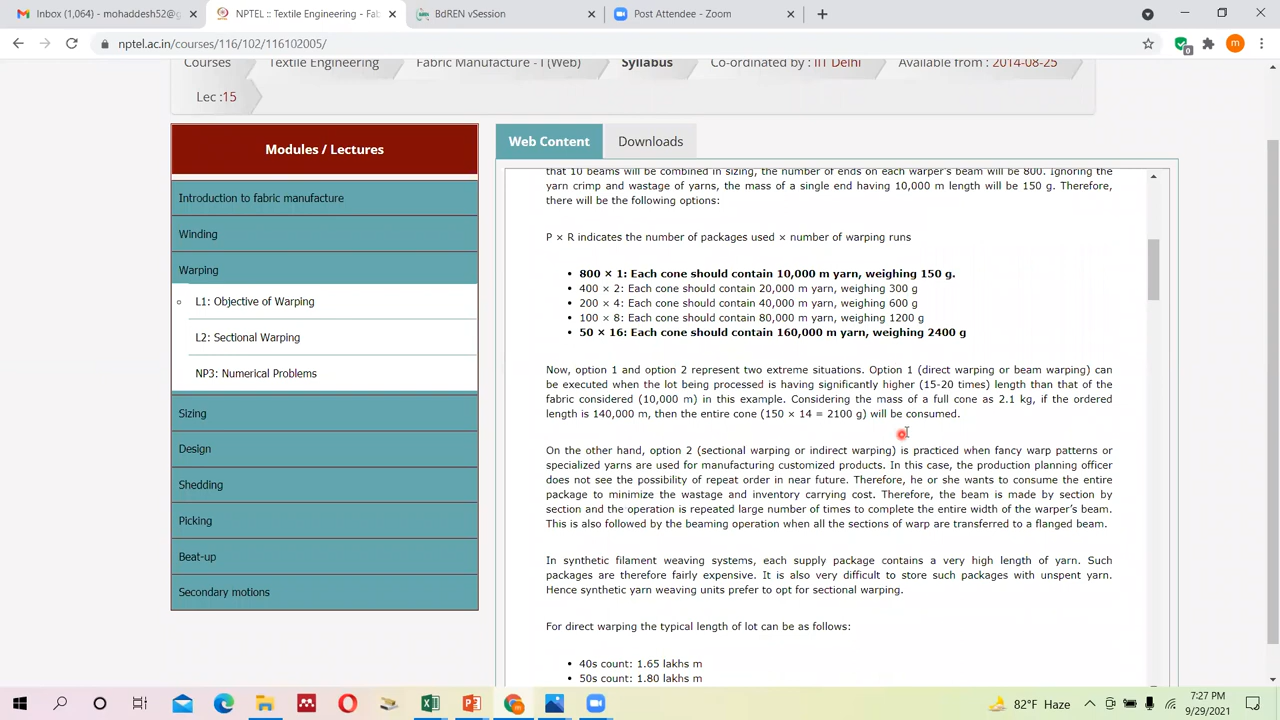 Inbox (1,064) - mohaddesh52@g
NPTEL :: Textile Engineering - Fab
BdREN vSession
Post Attendee - Zoom
nptel.ac.in/courses/116/102/116102005/
0
m
Courses
Textile Engineering
Fabric Manufacture - I (Web)
Syllabus
Co-ordinated by : IIT Delhi
Available from : 2014-08-25
Lec :15
Modules / Lectures
Introduction to fabric manufacture
Winding
Warping
L1: Objective of Warping
L2: Sectional Warping
NP3: Numerical Problems
Sizing
Design
Shedding
Picking
Beat-up
Secondary motions
Web Content
Downloads
that 10 beams will be combined in sizing, the number of ends on each warper's beam will be 800. Ignoring the
yarn crimp and wastage of yarns, the mass of a single end having 10,000 m length will be 150 g. Therefore,
there will be the following options:
P × R indicates the number of packages used × number of warping runs
• 800 × 1: Each cone should contain 10,000 m yarn, weighing 150 g.
• 400 × 2: Each cone should contain 20,000 m yarn, weighing 300 g
• 200 × 4: Each cone should contain 40,000 m yarn, weighing 600 g
• 100 × 8: Each cone should contain 80,000 m yarn, weighing 1200 g
• 50 × 16: Each cone should contain 160,000 m yarn, weighing 2400 g
Now, option 1 and option 2 represent two extreme situations. Option 1 (direct warping or beam warping) can
be executed when the lot being processed is having significantly higher (15-20 times) length than that of the
fabric considered (10,000 m) in this example. Considering the mass of a full cone as 2.1 kg, if the ordered
length is 140,000 m, then the entire cone (150 × 14 = 2100 g) will be consumed.
On the other hand, option 2 (sectional warping or indirect warping) is practiced when fancy warp patterns or
specialized yarns are used for manufacturing customized products. In this case, the production planning officer
does not see the possibility of repeat order in near future. Therefore, he or she wants to consume the entire
package to minimize the wastage and inventory carrying cost. Therefore, the beam is made by section by
section and the operation is repeated large number of times to complete the entire width of the warper's beam.
This is also followed by the beaming operation when all the sections of warp are transferred to a flanged beam.
In synthetic filament weaving systems, each supply package contains a very high length of yarn. Such
packages are therefore fairly expensive. It is also very difficult to store such packages with unspent yarn.
Hence synthetic yarn weaving units prefer to opt for sectional warping.
For direct warping the typical length of lot can be as follows:
• 40s count: 1.65 lakhs m
• 50s count: 1.80 lakhs m
82°F Haze
7:27 PM
9/29/2021